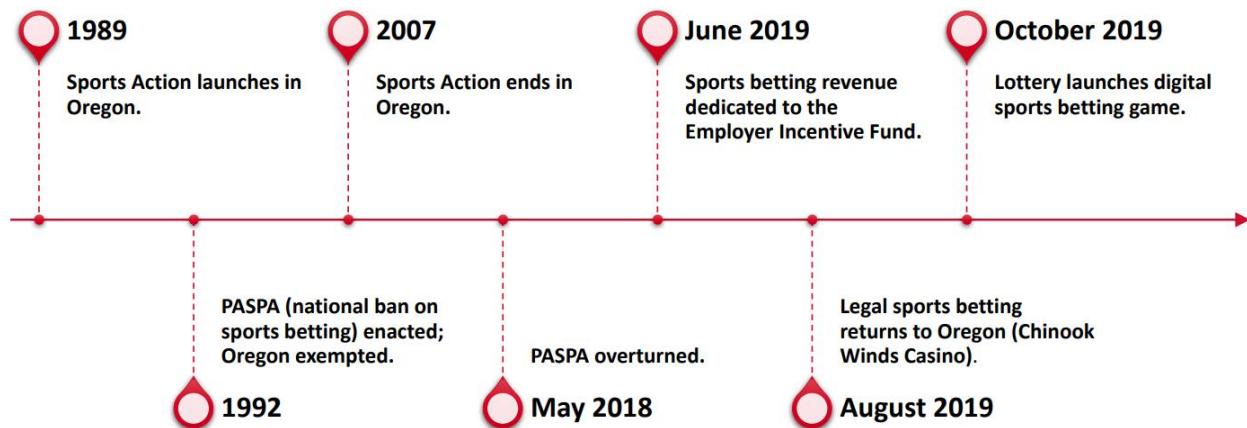 1989
Sports Action launches in
Oregon.
2007
Sports Action ends in
Oregon.
June 2019
Sports betting revenue
dedicated to the
Employer Incentive Fund.
October 2019
Lottery launches digital
sports betting game.
PASPA (national ban on
sports betting) enacted;
Oregon exempted.
1992
PASPA overturned.
May 2018
Legal sports betting
returns to Oregon (Chinook
Winds Casino).
August 2019